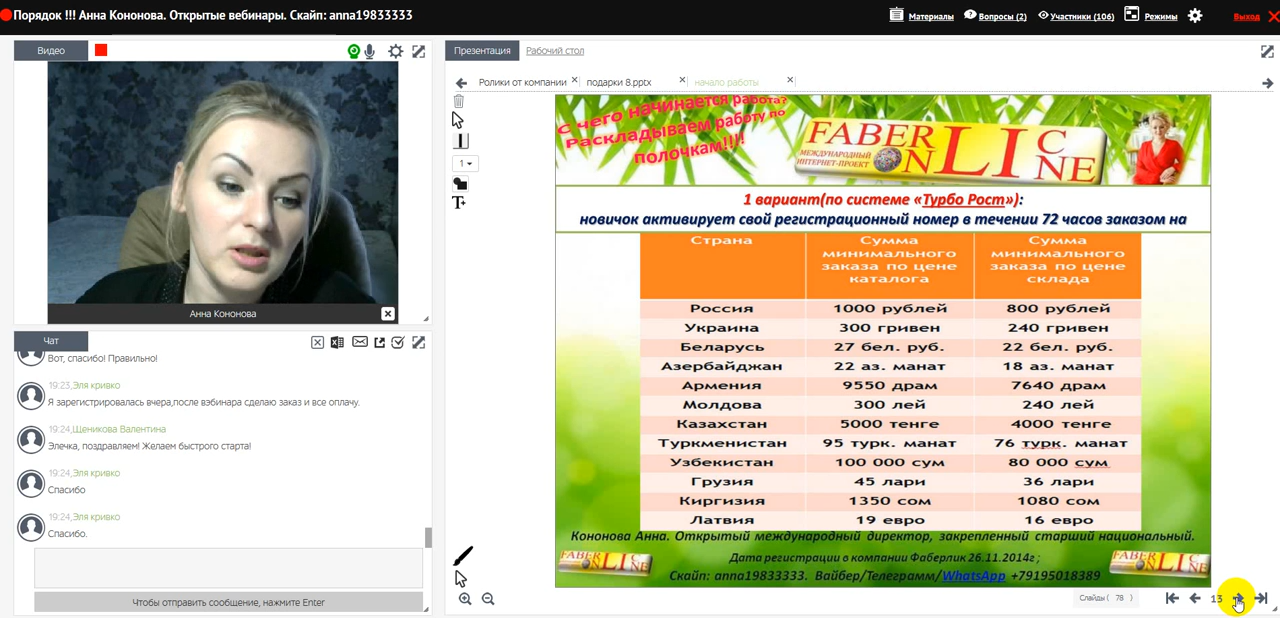 Порядок !!! Анна Кононова. Открытые вебинары. Скайп: anna19833333
Материалы
Вопросы (2)
Участники (106)
Режимы
Выход
Видео
Анна Кононова
Чат
Вот, спасибо! Правильно!
19:23,Эля кривко
Я зарегистрировалась вчера,после вэбинара сделаю заказ и все оплачу.
19:24,Щеникова Валентина
Элечка, поздравляем! Желаем быстрого старта!
19:24,Эля кривко
Спасибо
19:24,Эля кривко
Спасибо.
Чтобы отправить сообщение, нажмите Enter
Презентация Рабочий стол
Ролики от компании подарки 8.pptx начало работы
1
С чего начинается работа?
Раскладываем работу по
полочкам!!!
FABERLIC
ONLINE
МЕЖДУНАРОДНЫЙ
ИНТЕРНЕТ-ПРОЕКТ
1 вариант(по системе «Турбо Рост»):
новичок активирует свой регистрационный номер в течении 72 часов заказом на
Страна Сумма минимального заказа по цене каталога Сумма минимального заказа по цене склада
Россия 1000 рублей 800 рублей
Украина 300 гривен 240 гривен
Беларусь 27 бел. руб. 22 бел. руб.
Азербайджан 22 аз. манат 18 аз. манат
Армения 9550 драм 7640 драм
Молдова 300 лей 240 лей
Казахстан 5000 тенге 4000 тенге
Туркменистан 95 турк. манат 76 турк. манат
Узбекистан 100 000 сум 80 000 сум
Грузия 45 лари 36 лари
Киргизия 1350 сом 1080 сом
Латвия 19 евро 16 евро
Кононова Анна. Открытый международный директор, закрепленный старший национальный.
Дата регистрации в компании Фаберлик 26.11.2014г;
Скайп: anna19833333. Вайбер/Телеграмм/WhatsApp +79195018389
FABERLIC
ONLINE
FABERLIC
ONLINE
Слайды ( 78 )
13